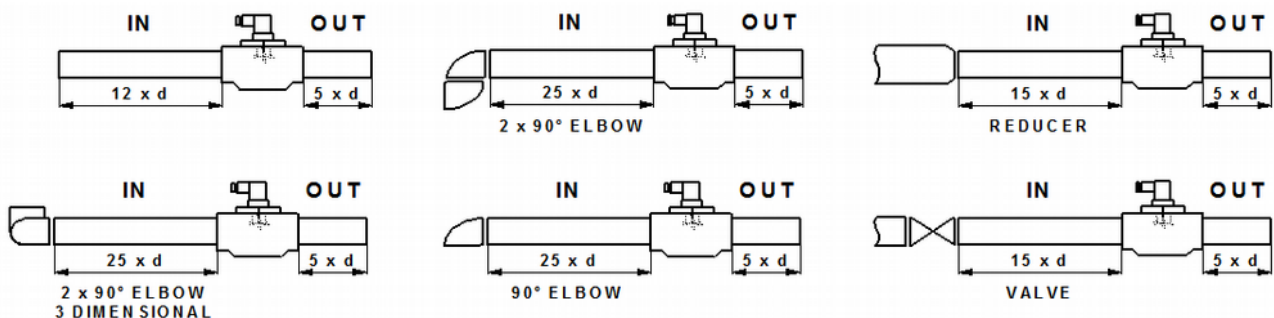 IN OUT
12 x d 5 x d
IN OUT
25 x d 5 x d
2 x 90° ELBOW
IN OUT
15 x d 5 x d
REDUCER
IN OUT
25 x d 5 x d
2 x 90° ELBOW
3 DIMENSIONAL
IN OUT
25 x d 5 x d
90° ELBOW
IN OUT
15 x d 5 x d
VALVE